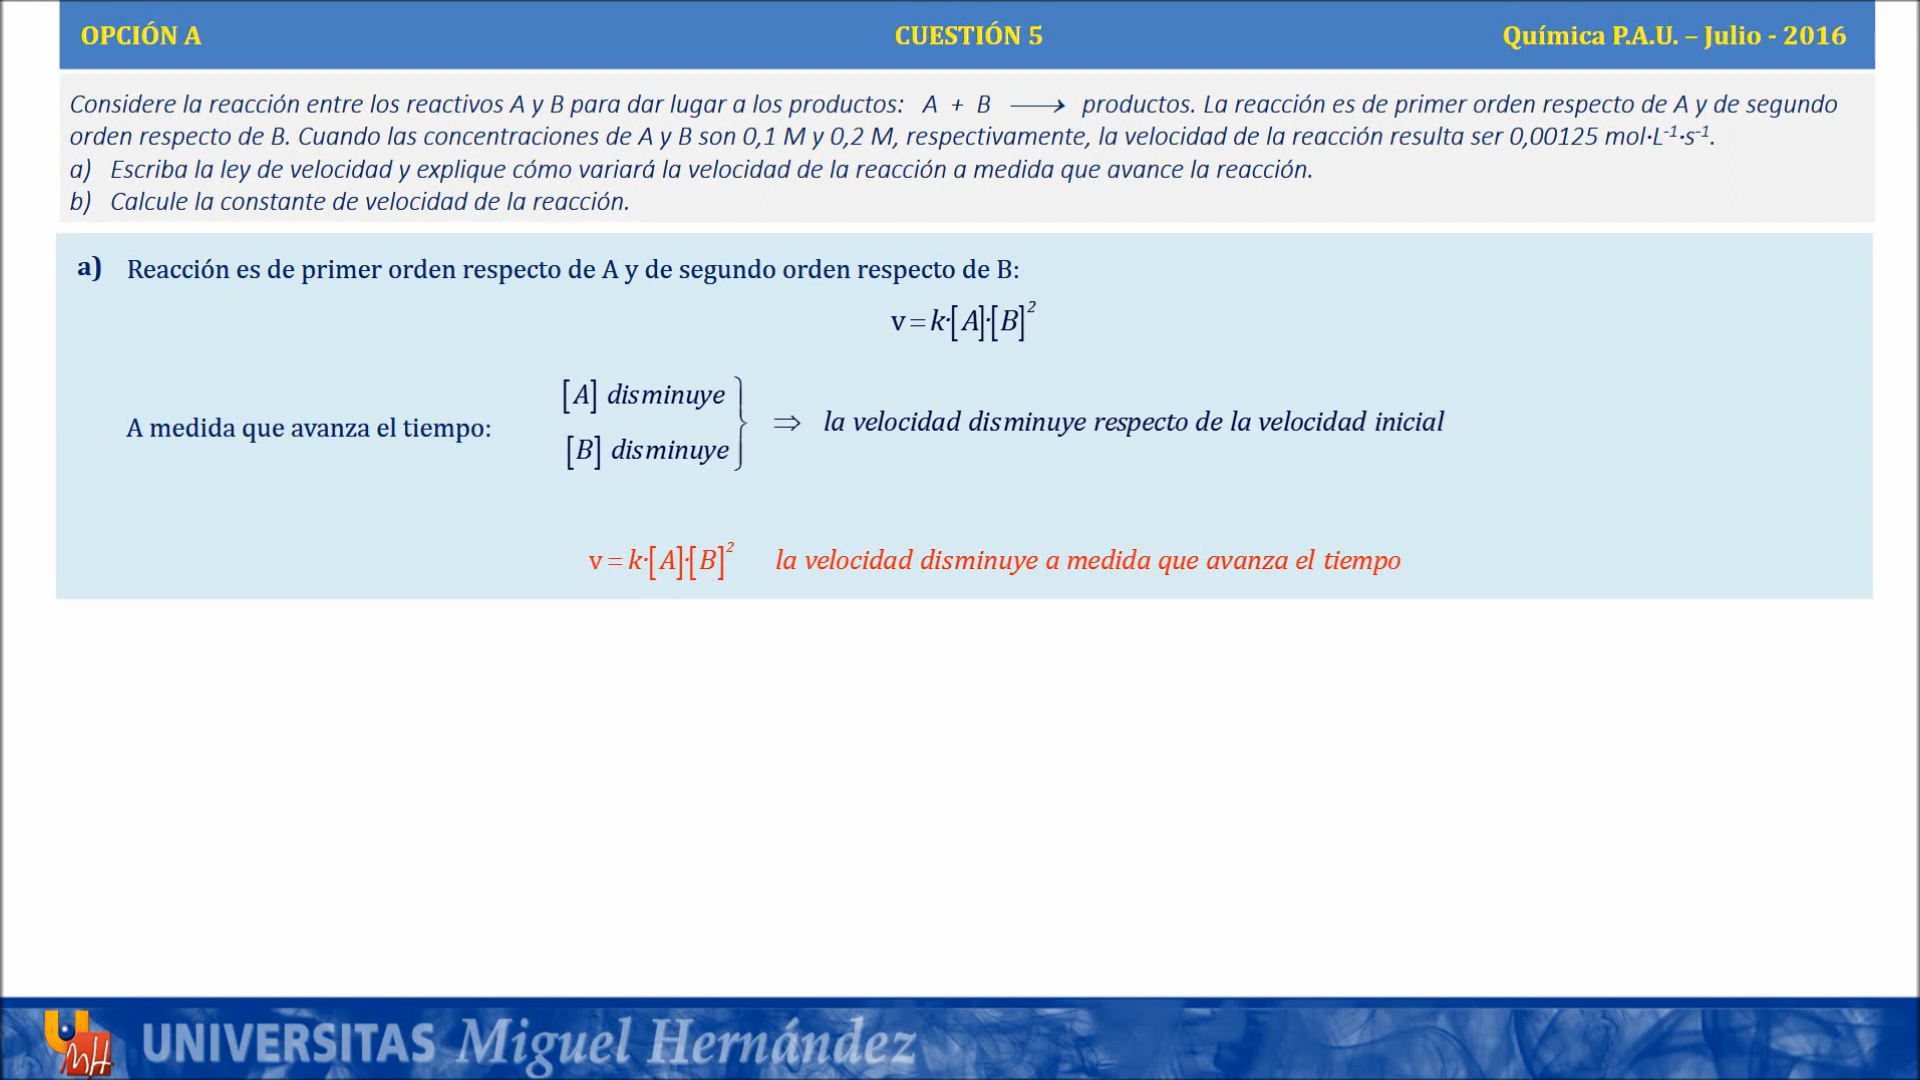 OPCIÓN A CUESTIÓN 5 Química P.A.U. – Julio - 2016
Considere la reacción entre los reactivos A y B para dar lugar a los productos: A + B ⟶ productos. La reacción es de primer orden respecto de A y de segundo
orden respecto de B. Cuando las concentraciones de A y B son 0,1 M y 0,2 M, respectivamente, la velocidad de la reacción resulta ser 0,00125 mol·L⁻¹·s⁻¹.
a) Escriba la ley de velocidad y explique cómo variará la velocidad de la reacción a medida que avance la reacción.
b) Calcule la constante de velocidad de la reacción.
a) Reacción es de primer orden respecto de A y de segundo orden respecto de B:
v = k·[A]·[B]²
A medida que avanza el tiempo:
[A] disminuye
[B] disminuye
⇒ la velocidad disminuye respecto de la velocidad inicial
v = k·[A]·[B]² la velocidad disminuye a medida que avanza el tiempo
UNIVERSITAS Miguel Hernández